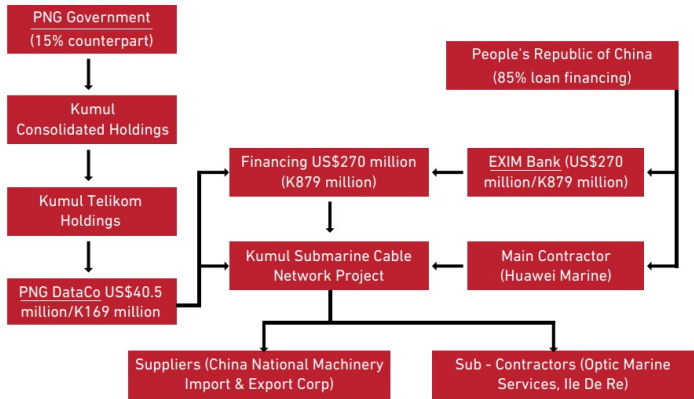 PNG Government
(15% counterpart)
People's Republic of China
(85% loan financing)
Kumul
Consolidated Holdings
Financing US$270 million
(K879 million)
EXIM Bank (US$270
million/K879 million)
Kumul Telikom
Holdings
Kumul Submarine Cable
Network Project
Main Contractor
(Huawei Marine)
PNG DataCo US$40.5
million/K169 million
Suppliers (China National Machinery
Import & Export Corp)
Sub - Contractors (Optic Marine
Services, Ile De Re)